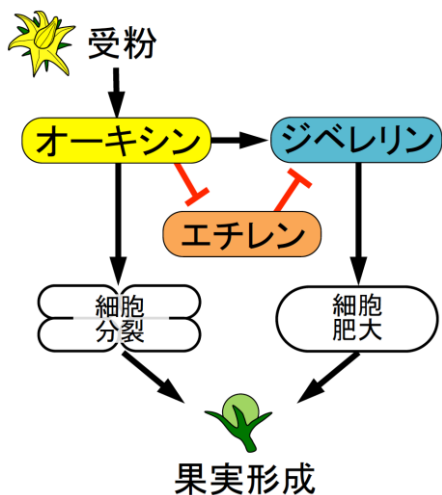 受粉
オーキシン
ジベレリン
エチレン
細胞
分裂
細胞
肥大
果実形成